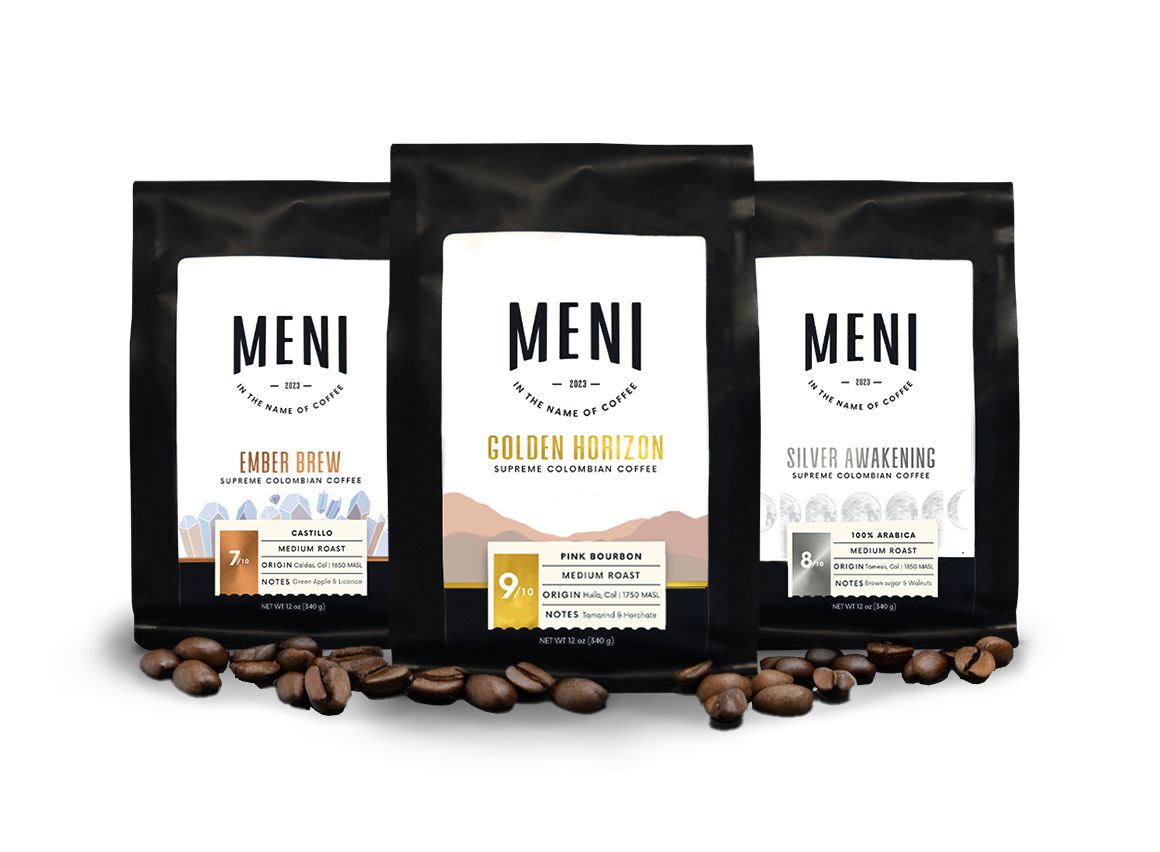 MENI
— 2023 —
IN THE NAME OF COFFEE
EMBER BREW
SUPREME COLOMBIAN COFFEE
7/10
CASTILLO
MEDIUM ROAST
ORIGIN Caldas, Col | 1650 MASL
NOTES Green Apple & Licorice
NET WT 12 oz (340 g)
MENI
— 2023 —
IN THE NAME OF COFFEE
GOLDEN HORIZON
SUPREME COLOMBIAN COFFEE
9/10
PINK BOURBON
MEDIUM ROAST
ORIGIN Huila, Col | 1750 MASL
NOTES Tamarind & Horchate
NET WT 12 oz (340 g)
MENI
— 2023 —
IN THE NAME OF COFFEE
SILVER AWAKENING
SUPREME COLOMBIAN COFFEE
8/10
100% ARABICA
MEDIUM ROAST
ORIGIN Tamesis, Col | 1850 MASL
NOTES Brown sugar & Walnuts
NET WT 12 oz (340 g)